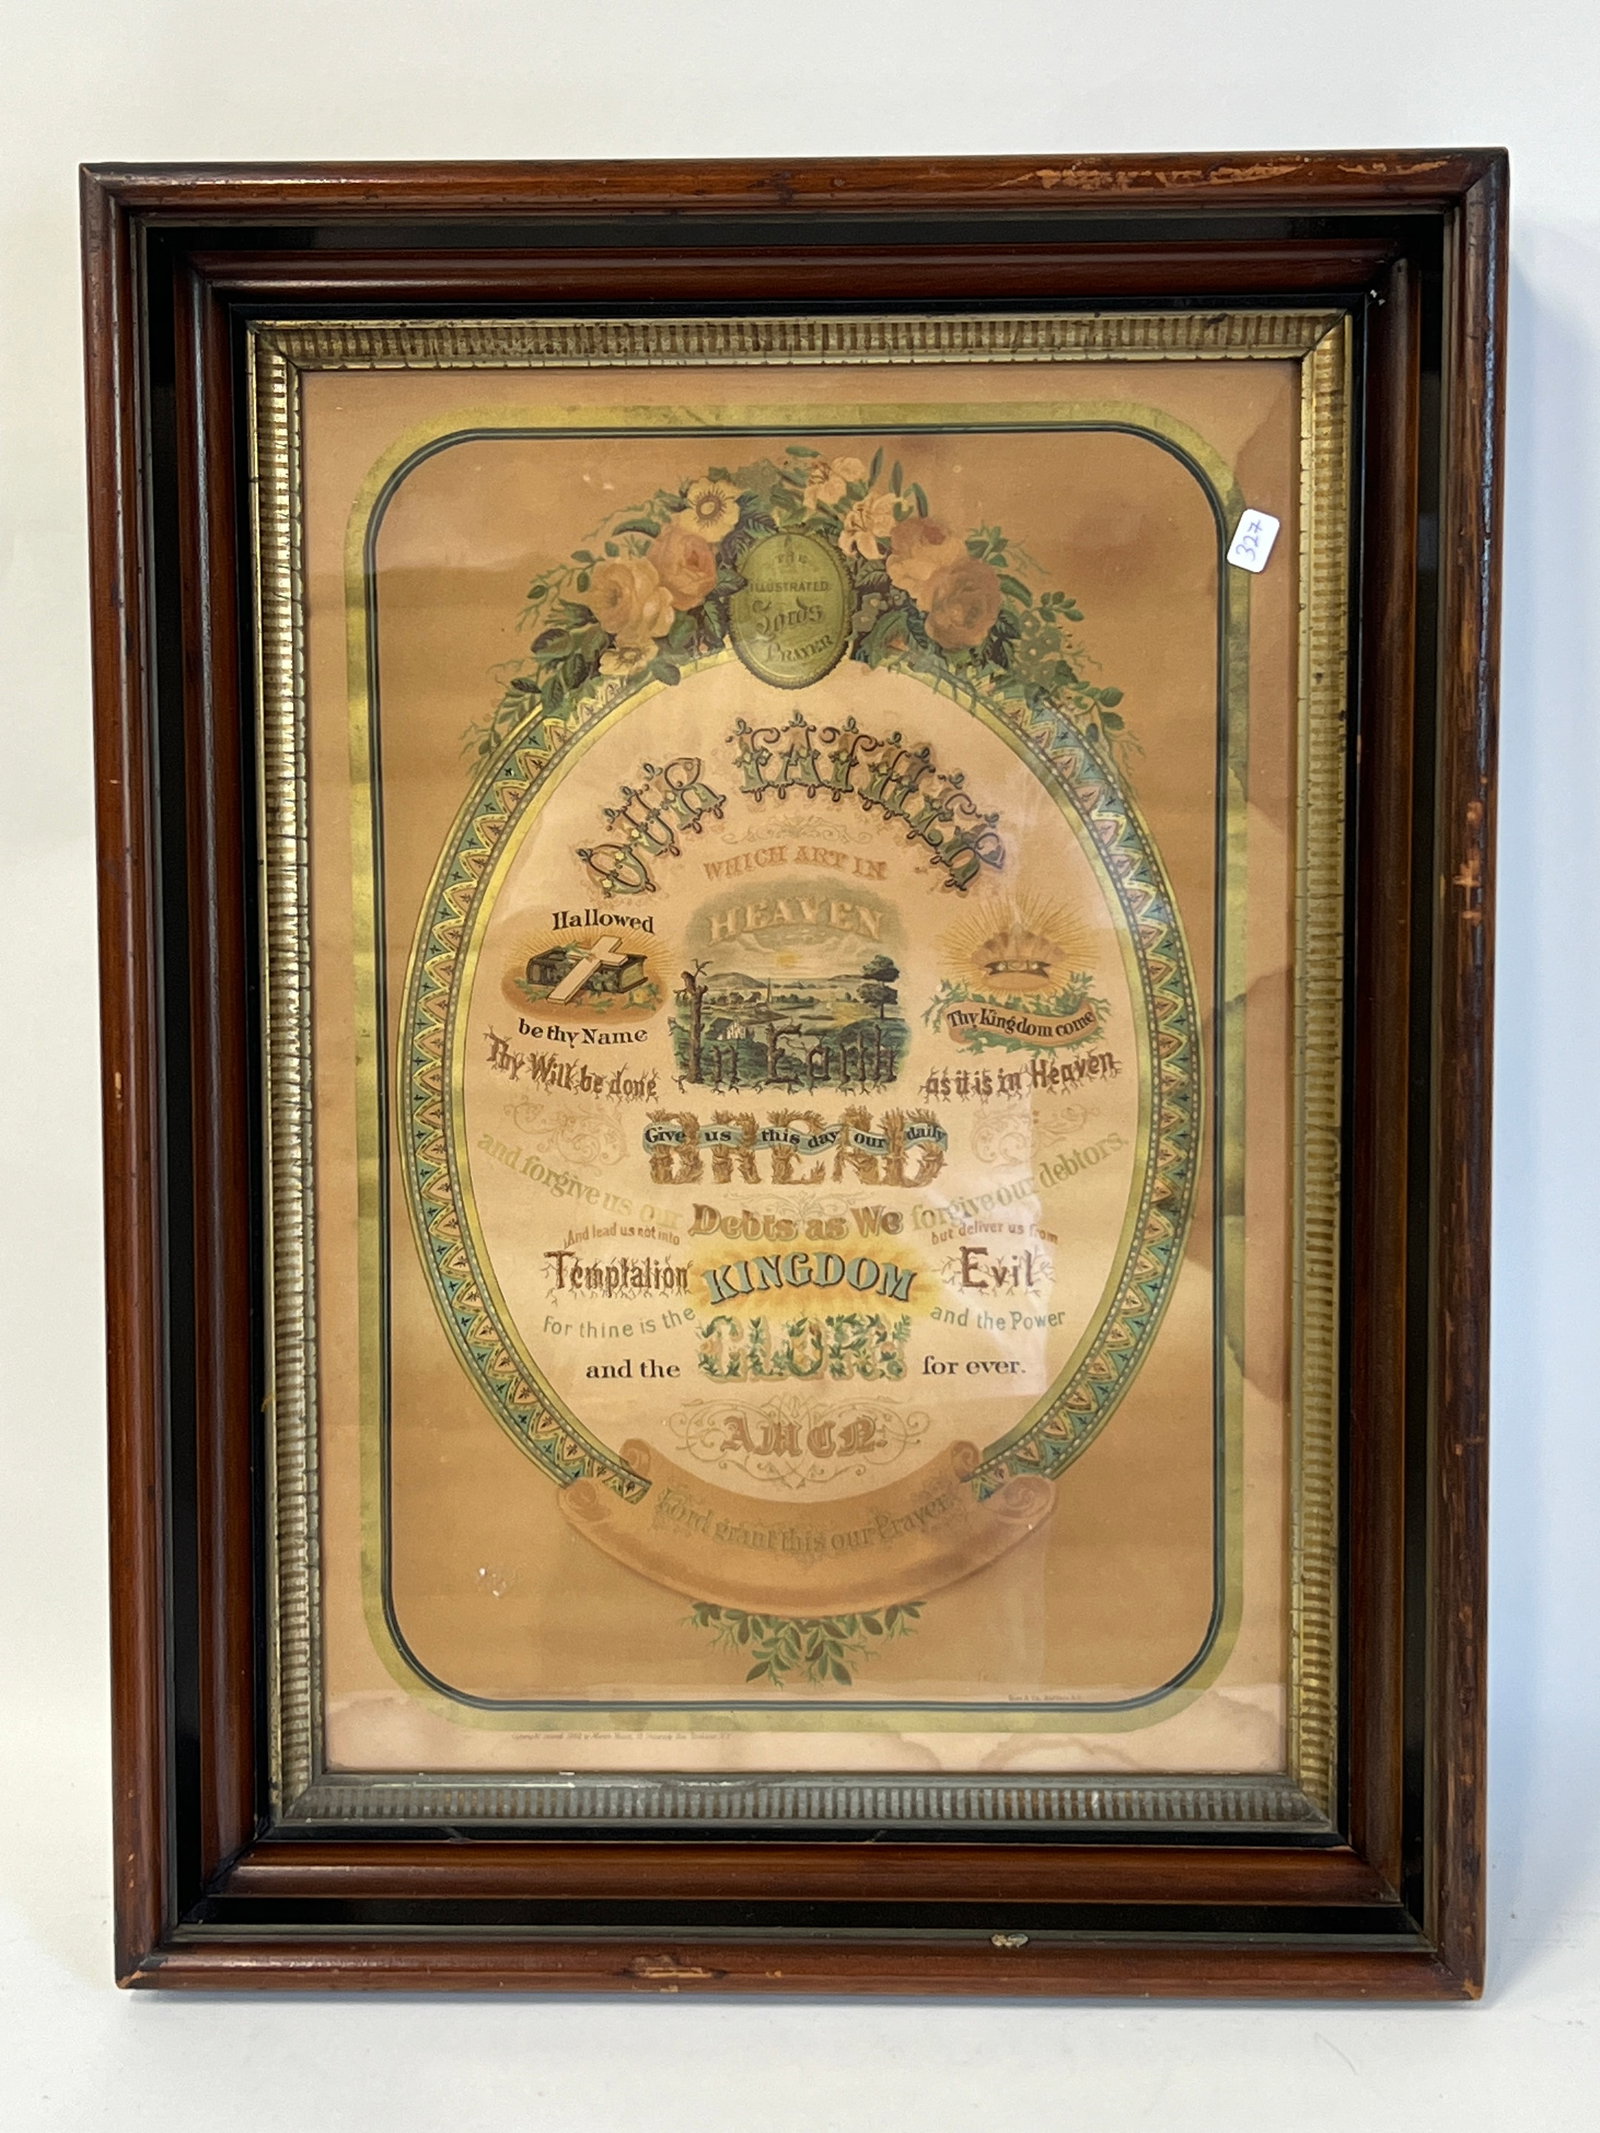 327
THE
ILLUSTRATED
Lords
PRAYER
OUR FATHER
WHICH ART IN
HEAVEN
Hallowed
be thy Name
Thy Kingdom come
Thy Will be done
In Earth
as it is in Heaven
Give us this day our daily
BREAD
and forgive us our
Debts as We
forgive our debtors
And lead us not into
Temptation
but deliver us from
Evil
For thine is the
KINGDOM
and the Power
and the
GLORY
for ever.
AMEN
Lord grant this our Prayer